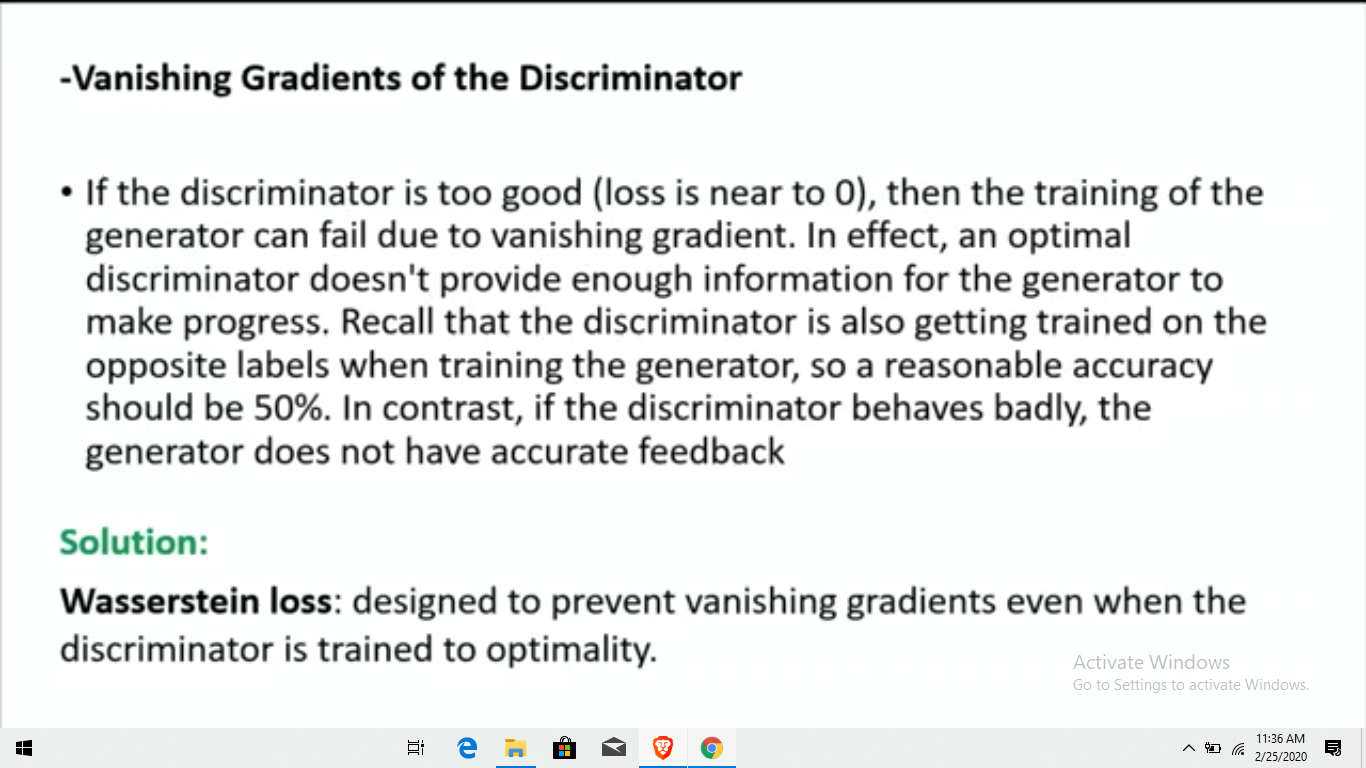 -Vanishing Gradients of the Discriminator
• If the discriminator is too good (loss is near to 0), then the training of the
generator can fail due to vanishing gradient. In effect, an optimal
discriminator doesn't provide enough information for the generator to
make progress. Recall that the discriminator is also getting trained on the
opposite labels when training the generator, so a reasonable accuracy
should be 50%. In contrast, if the discriminator behaves badly, the
generator does not have accurate feedback
Solution:
Wasserstein loss: designed to prevent vanishing gradients even when the
discriminator is trained to optimality.
Activate Windows
Go to Settings to activate Windows.
11:36 AM
2/25/2020